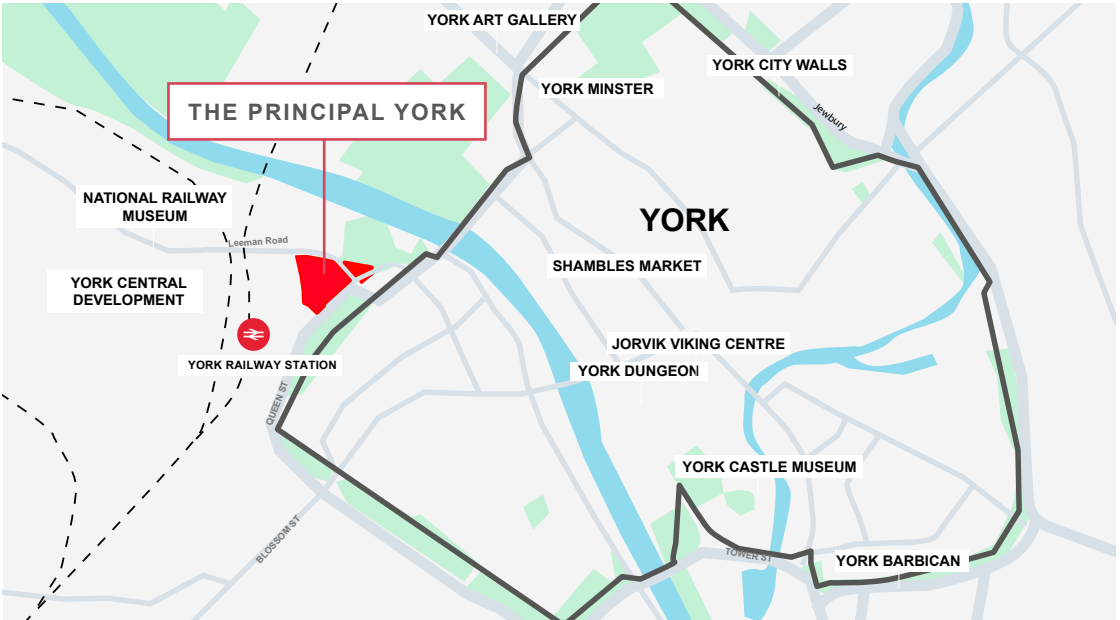 YORK ART GALLERY
YORK CITY WALLS
YORK MINSTER
THE PRINCIPAL YORK
Jewbury
NATIONAL RAILWAY
MUSEUM
YORK
Leeman Road
SHAMBLES MARKET
YORK CENTRAL
DEVELOPMENT
JORVIK VIKING CENTRE
YORK RAILWAY STATION
YORK DUNGEON
QUEEN ST
YORK CASTLE MUSEUM
BLOSSOM ST
TOWER ST
YORK BARBICAN